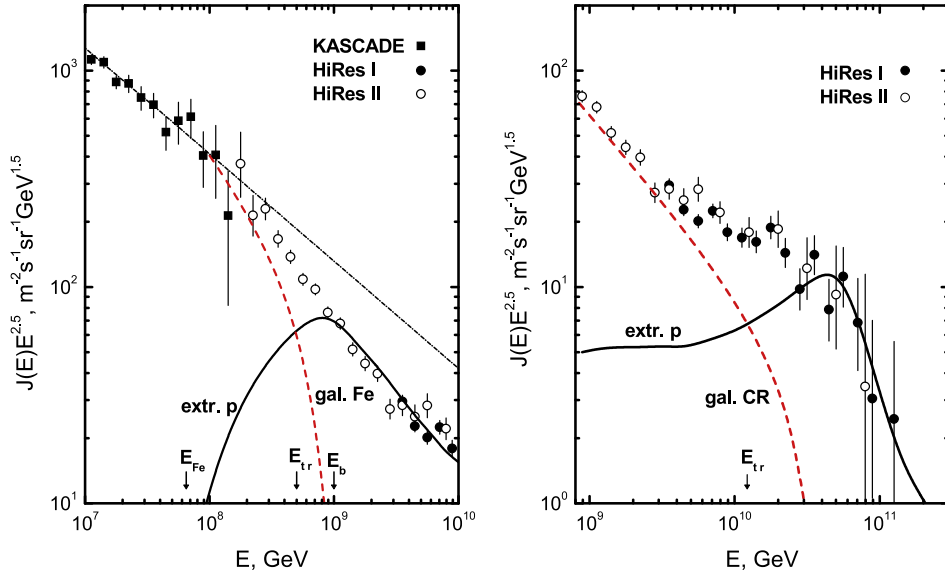 KASCADE
HiRes I
HiRes II
J(E)E^2.5, m^-2s^-1sr^-1GeV^1.5
10^3
10^2
10^1
extr. p
gal. Fe
E_Fe
E_tr
E_b
10^7
10^8
10^9
10^10
E, GeV
HiRes I
HiRes II
J(E)E^2.5, m^-2s^-1sr^-1GeV^1.5
10^2
10^1
10^0
extr. p
gal. CR
E_tr
10^9
10^10
10^11
E, GeV